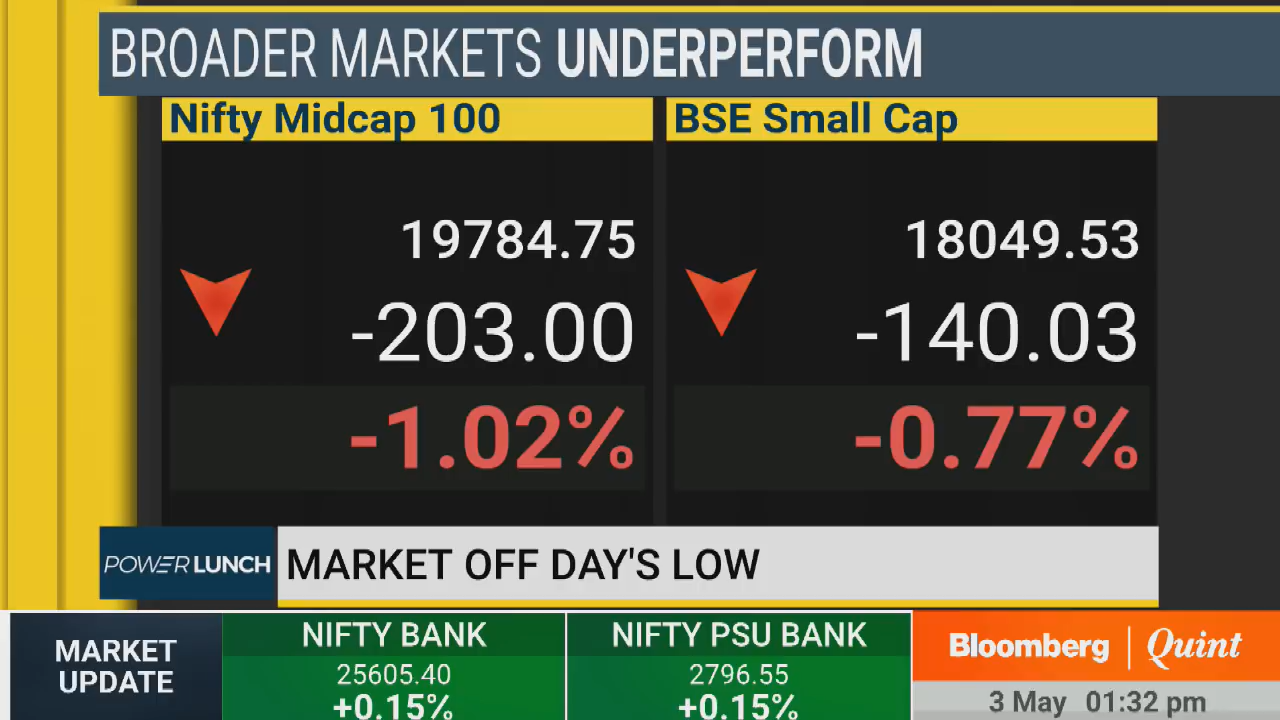 BROADER MARKETS UNDERPERFORM
Nifty Midcap 100
19784.75
-203.00
-1.02%
BSE Small Cap
18049.53
-140.03
-0.77%
POWER LUNCH
MARKET OFF DAY'S LOW
MARKET
UPDATE
NIFTY BANK
25605.40
+0.15%
NIFTY PSU BANK
2796.55
+0.15%
Bloomberg | Quint
3 May 01:32 pm